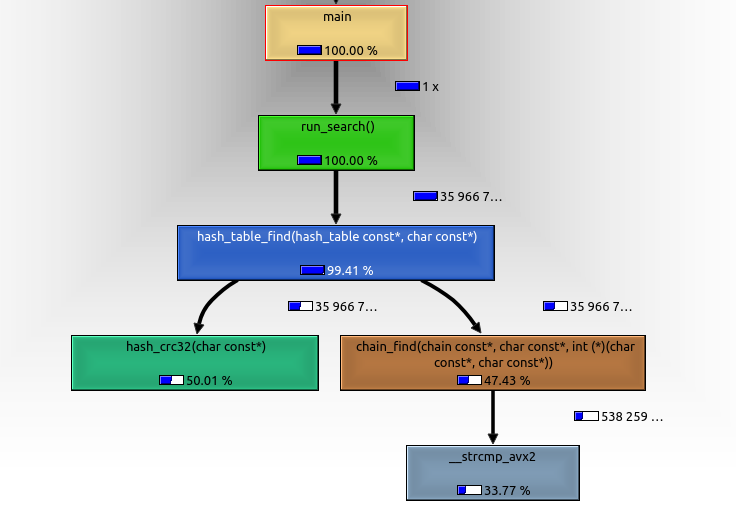 main
100.00 %
1 x
run_search()
100.00 %
35 966 7...
hash_table_find(hash_table const*, char const*)
99.41 %
35 966 7...
35 966 7...
hash_crc32(char const*)
50.01 %
chain_find(chain const*, char const*, int (*)(char
const*, char const*))
47.43 %
538 259 ...
__strcmp_avx2
33.77 %